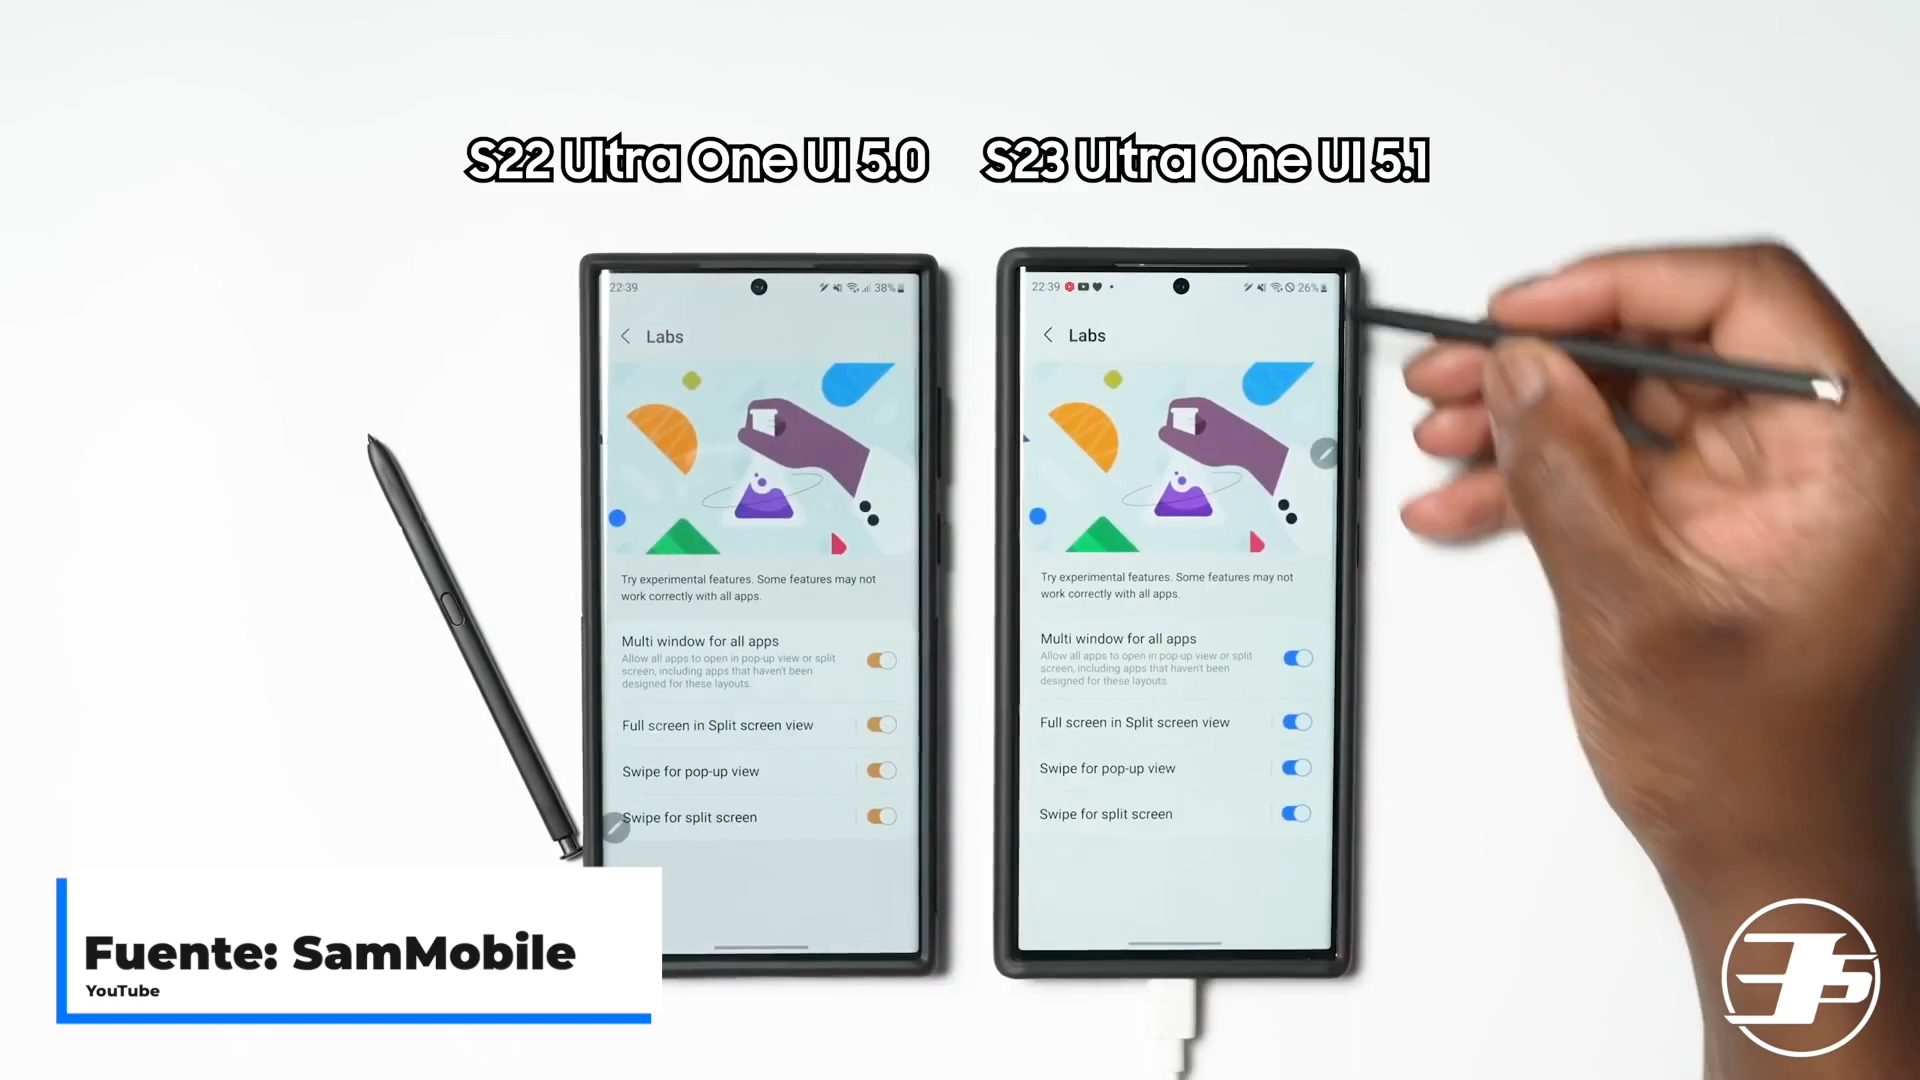 S22 Ultra One UI 5.0
S23 Ultra One UI 5.1
22:39
38%
Labs
Try experimental features. Some features may not
work correctly with all apps.
Multi window for all apps
Allow all apps to open in pop-up view or split
screen, including apps that haven't been
designed for these layouts.
Full screen in Split screen view
Swipe for pop-up view
Swipe for split screen
22:39
26%
Labs
Try experimental features. Some features may not
work correctly with all apps.
Multi window for all apps
Allow all apps to open in pop-up view or split
screen, including apps that haven't been
designed for these layouts.
Full screen in Split screen view
Swipe for pop-up view
Swipe for split screen
Fuente: SamMobile
YouTube